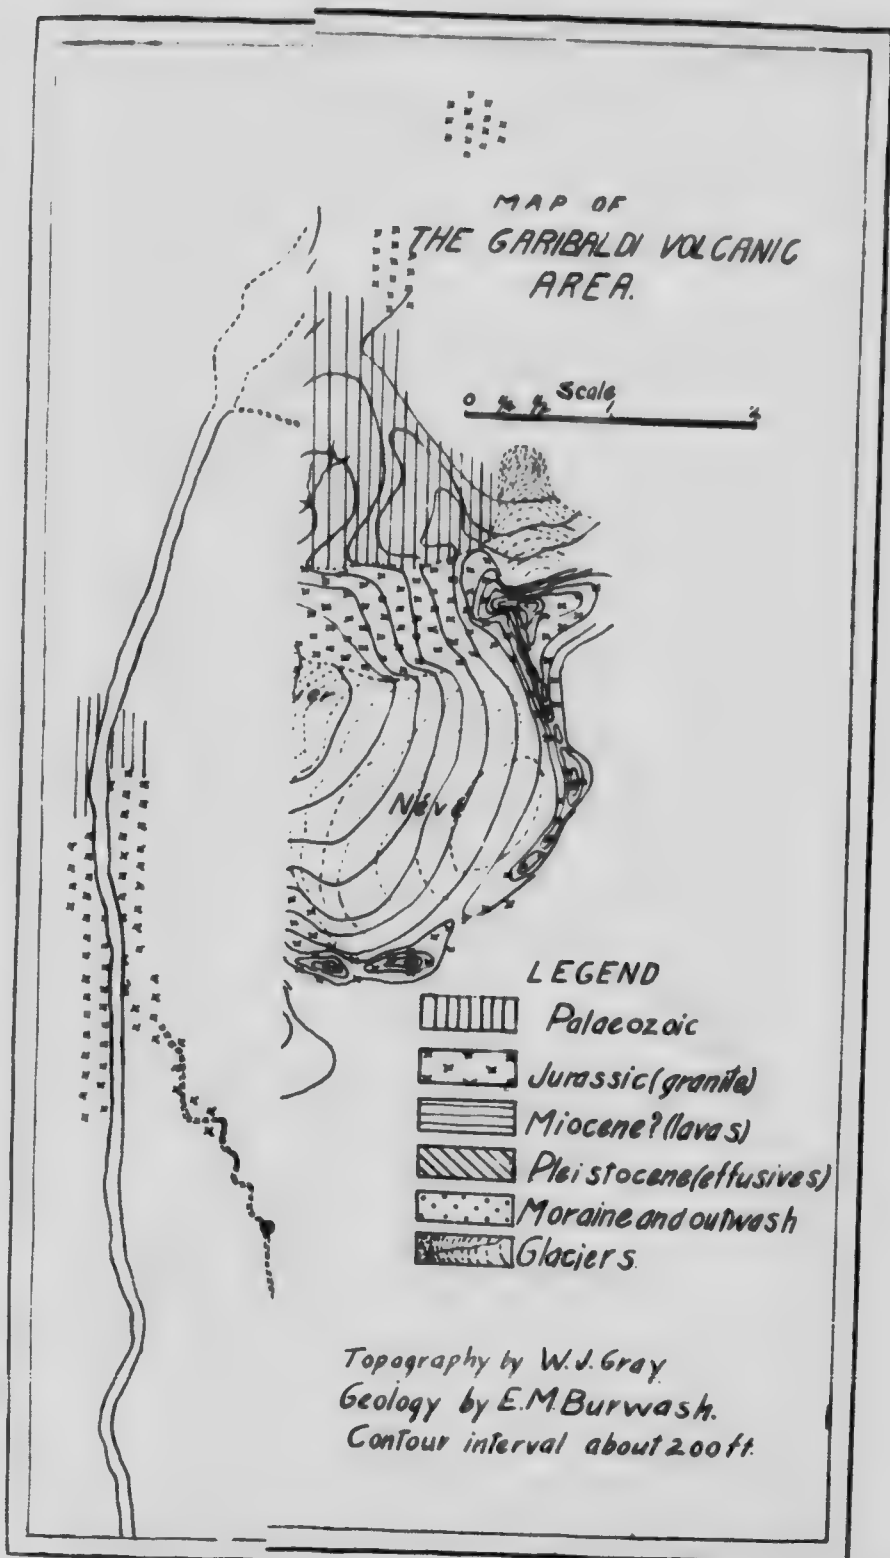 MAP OF
THE GARIBALDI VOLCANIC
AREA.
Scale
0 1/4 1/2 1 2
Névé
LEGEND
Palaeozoic
Jurassic (granite)
Miocene? (lavas)
Pleistocene (effusives)
Moraine and outwash
Glaciers
Topography by W.J. Gray
Geology by E.M. Burwash.
Contour interval about 200 ft.